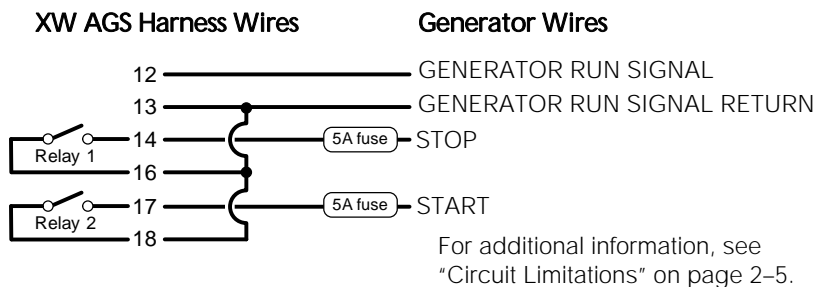 XW AGS Harness Wires Generator Wires
12 GENERATOR RUN SIGNAL
13 GENERATOR RUN SIGNAL RETURN
14 5A fuse STOP
Relay 1
16
17 5A fuse START
Relay 2
18
For additional information, see
“Circuit Limitations” on page 2–5.